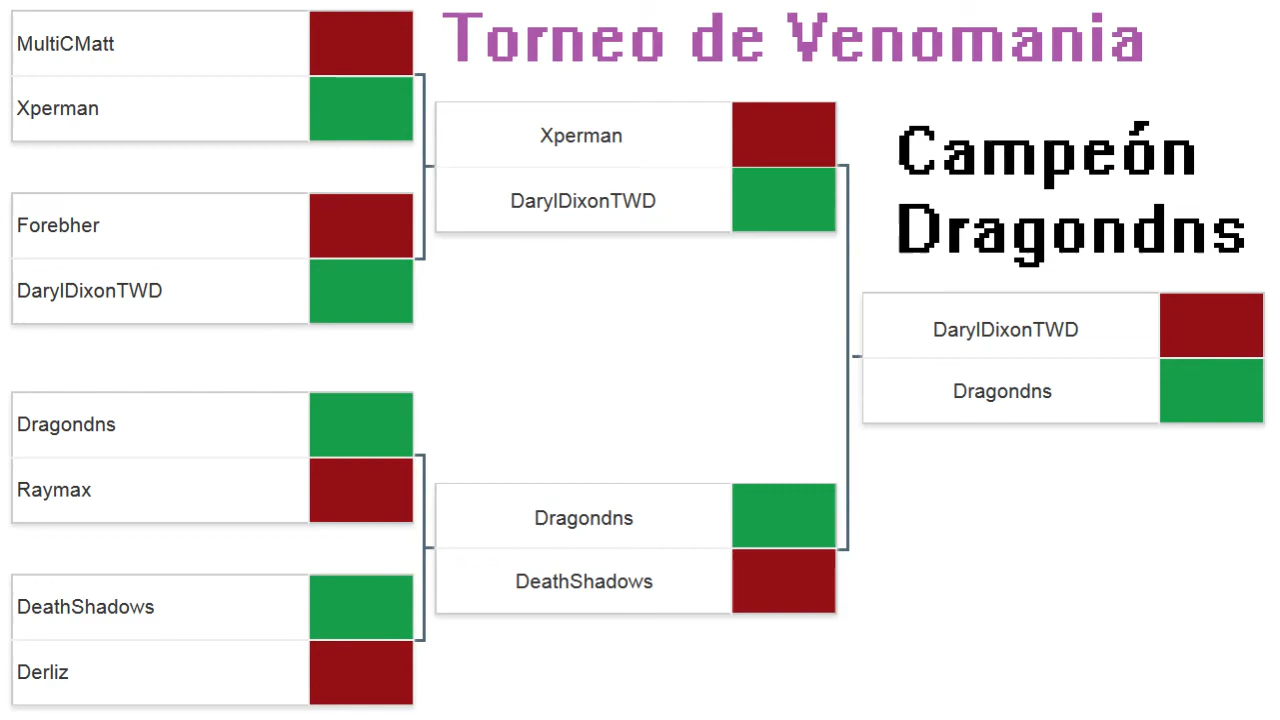 Torneo de Venomania
MultiCMatt
Xperman
Forebher
DarylDixonTWD
Dragondns
Raymax
DeathShadows
Derliz
Xperman
DarylDixonTWD
Dragondns
DeathShadows
Campeón
Dragondns
DarylDixonTWD
Dragondns